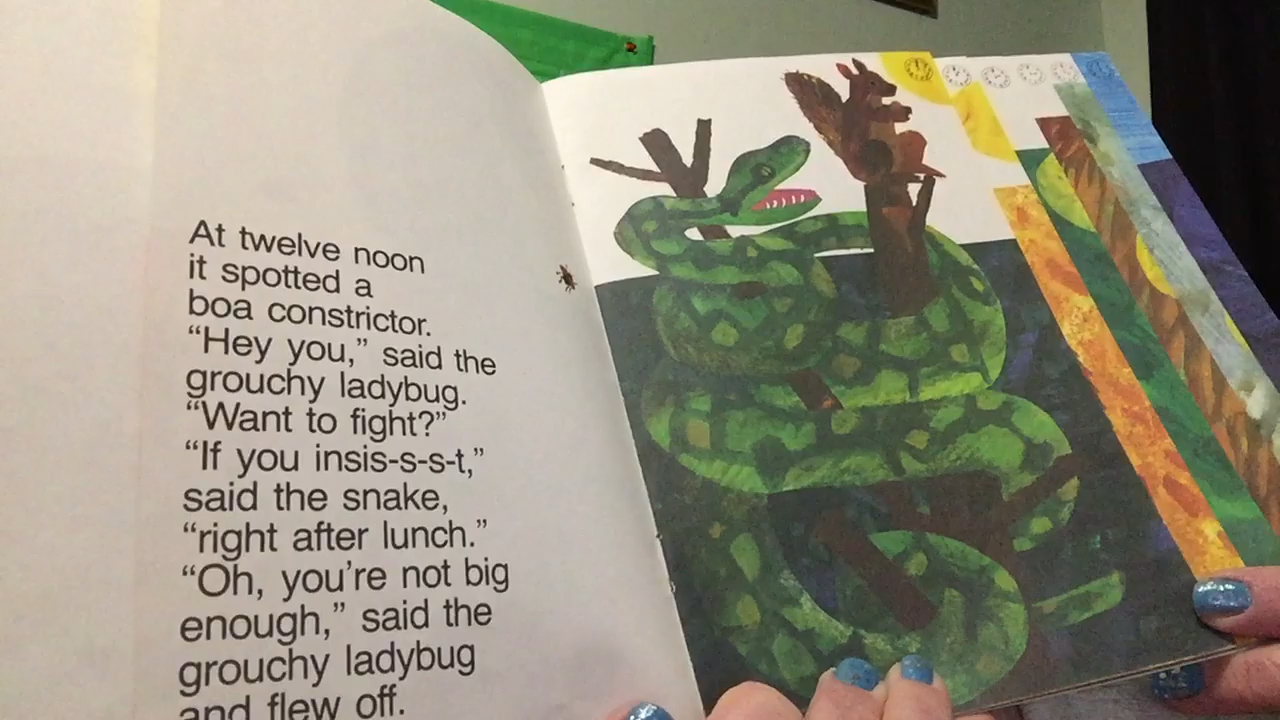 At twelve noon
it spotted a
boa constrictor.
“Hey you,” said the
grouchy ladybug.
“Want to fight?”
“If you insis-s-s-t,”
said the snake,
“right after lunch.”
“Oh, you’re not big
enough,” said the
grouchy ladybug
and flew off.